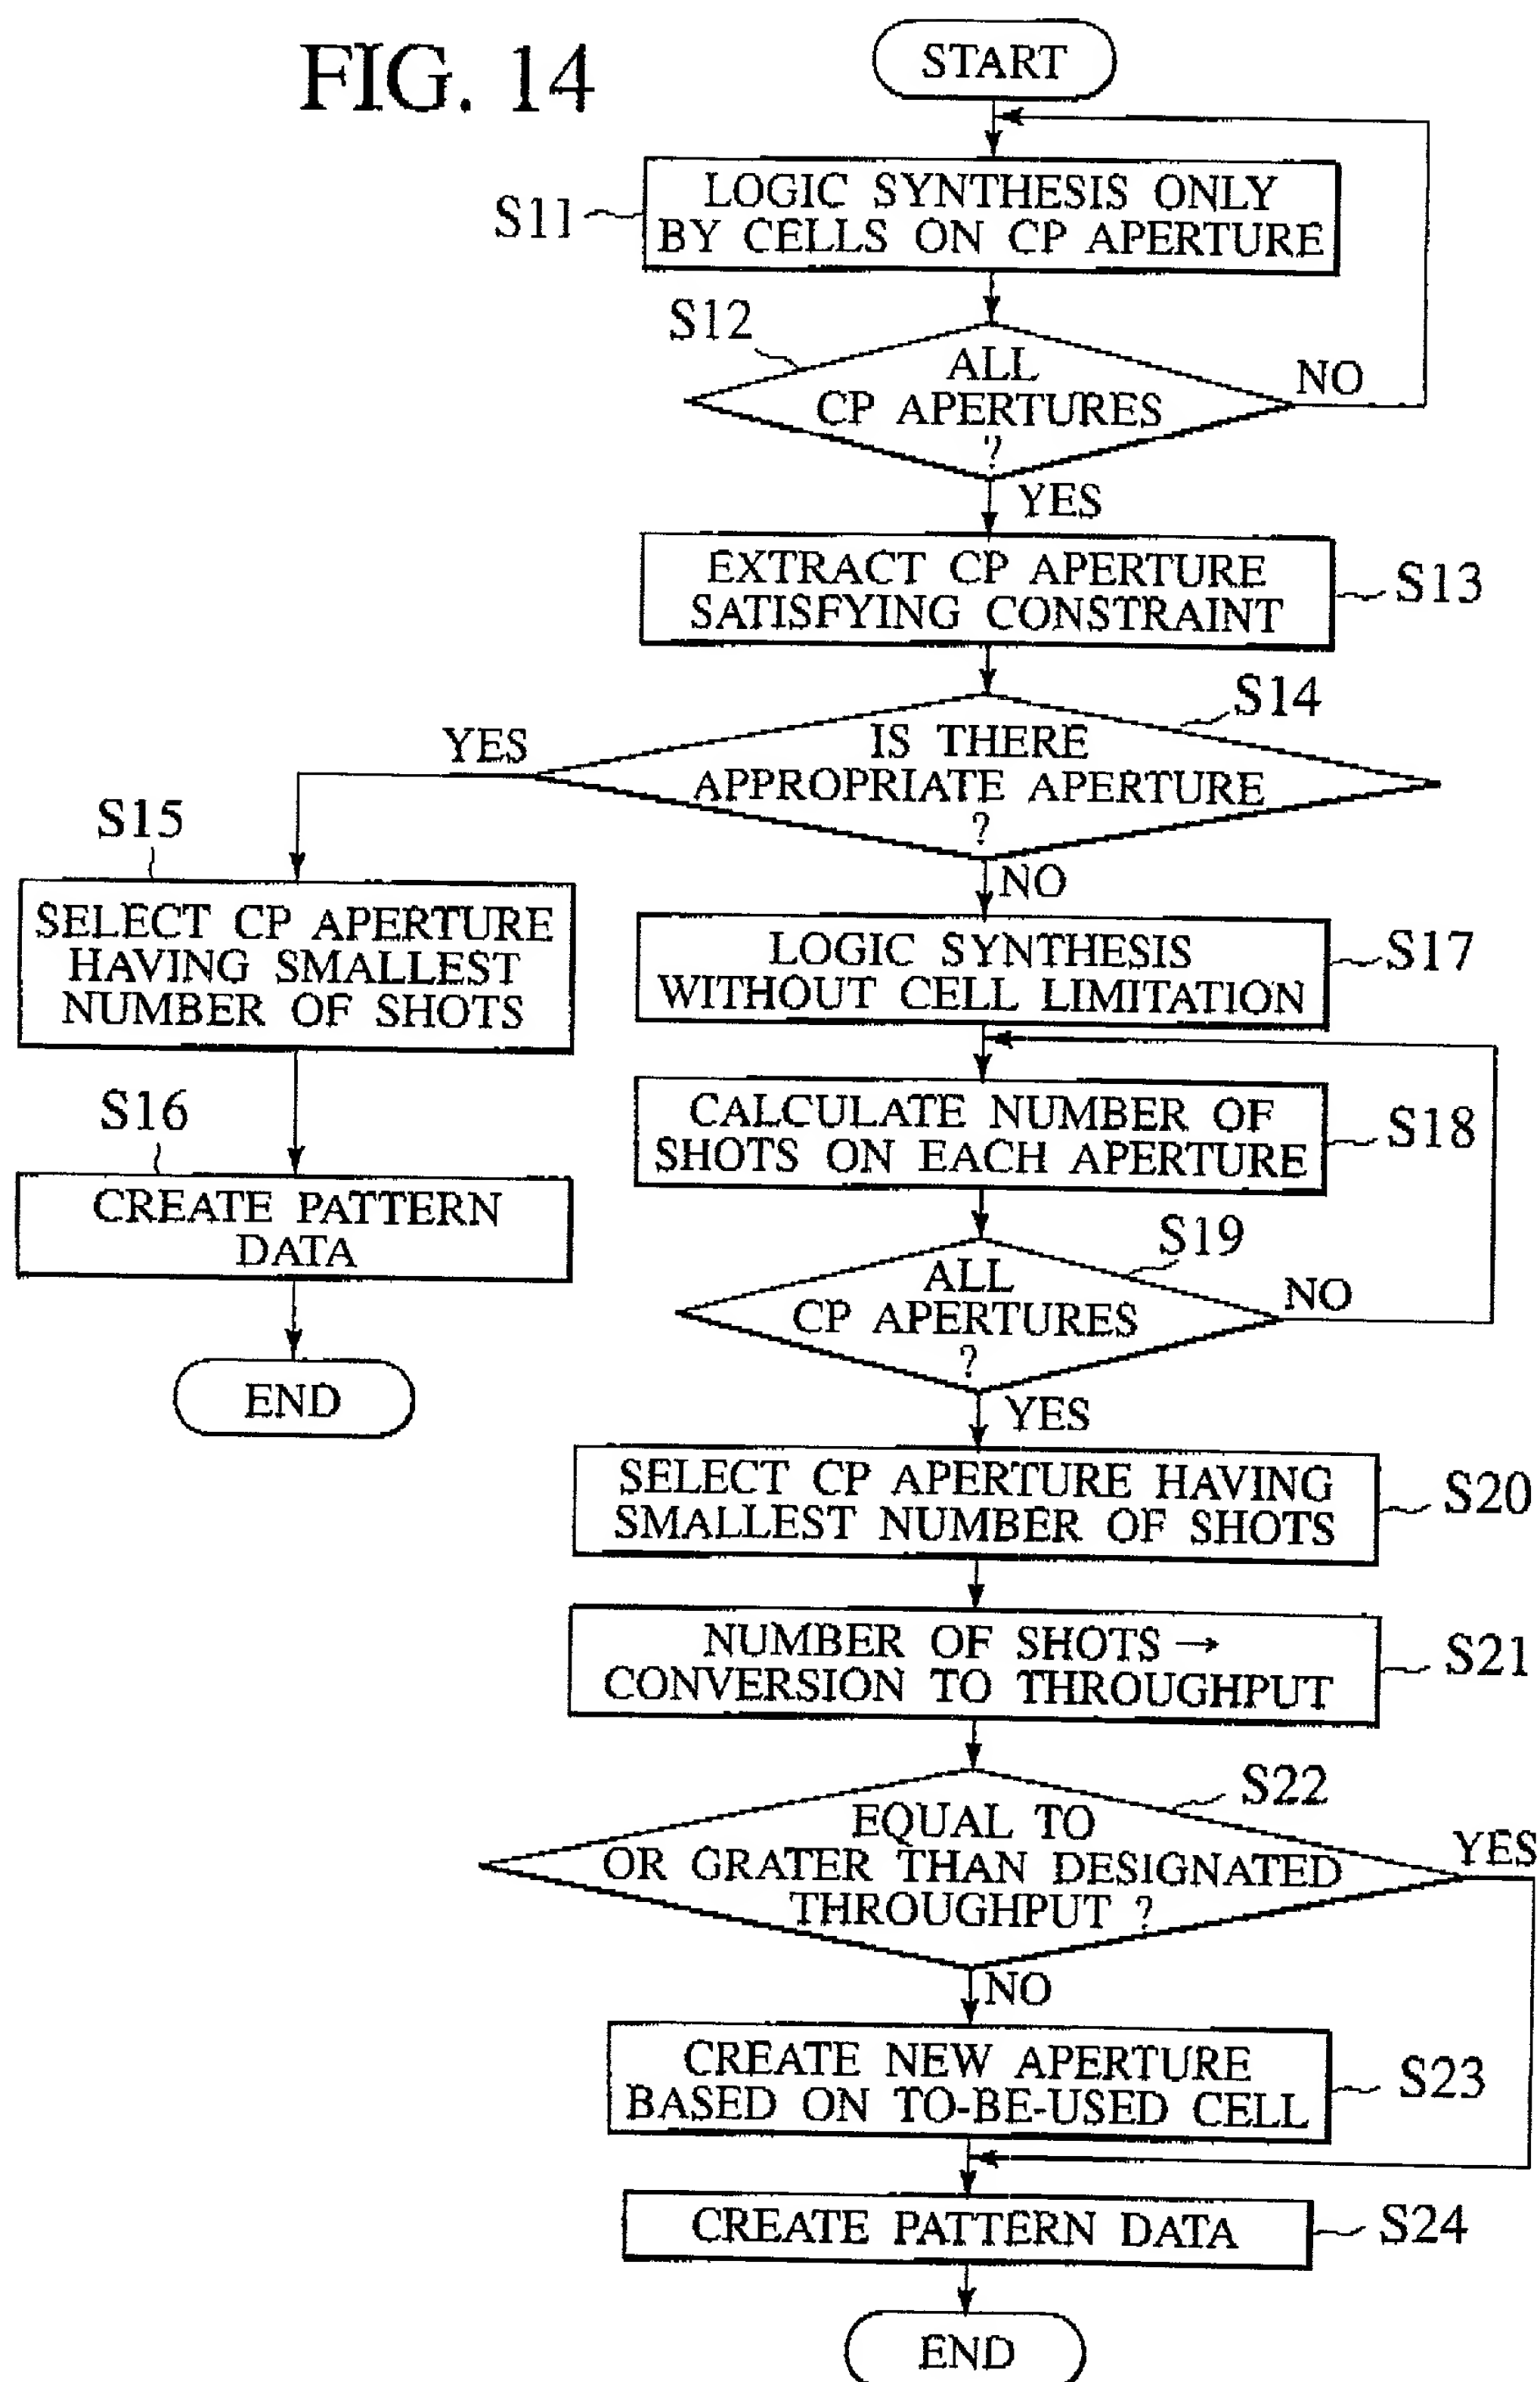 FIG. 14
START
S11
LOGIC SYNTHESIS ONLY
BY CELLS ON CP APERTURE
S12
ALL
CP APERTURES
?
NO
YES
EXTRACT CP APERTURE
SATISFYING CONSTRAINT
S13
S14
IS THERE
APPROPRIATE APERTURE
?
YES
NO
S15
SELECT CP APERTURE
HAVING SMALLEST
NUMBER OF SHOTS
S16
CREATE PATTERN
DATA
END
LOGIC SYNTHESIS
WITHOUT CELL LIMITATION
S17
CALCULATE NUMBER OF
SHOTS ON EACH APERTURE
S18
S19
ALL
CP APERTURES
?
NO
YES
SELECT CP APERTURE HAVING
SMALLEST NUMBER OF SHOTS
S20
NUMBER OF SHOTS →
CONVERSION TO THROUGHPUT
S21
S22
EQUAL TO
OR GRATER THAN DESIGNATED
THROUGHPUT ?
YES
NO
CREATE NEW APERTURE
BASED ON TO-BE-USED CELL
S23
CREATE PATTERN DATA
S24
END